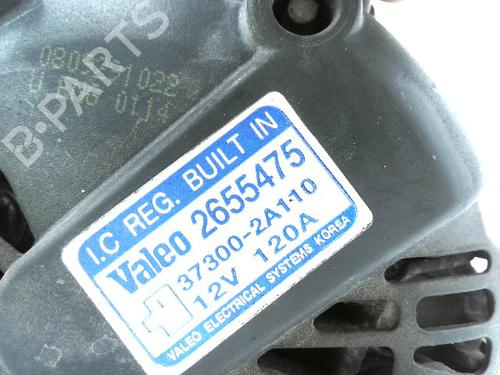 B-PARTS
I.C REG. BUILT IN
Valeo 2655475
37300-2A110
12V 120A
VALEO ELECTRICAL SYSTEMS KOREA